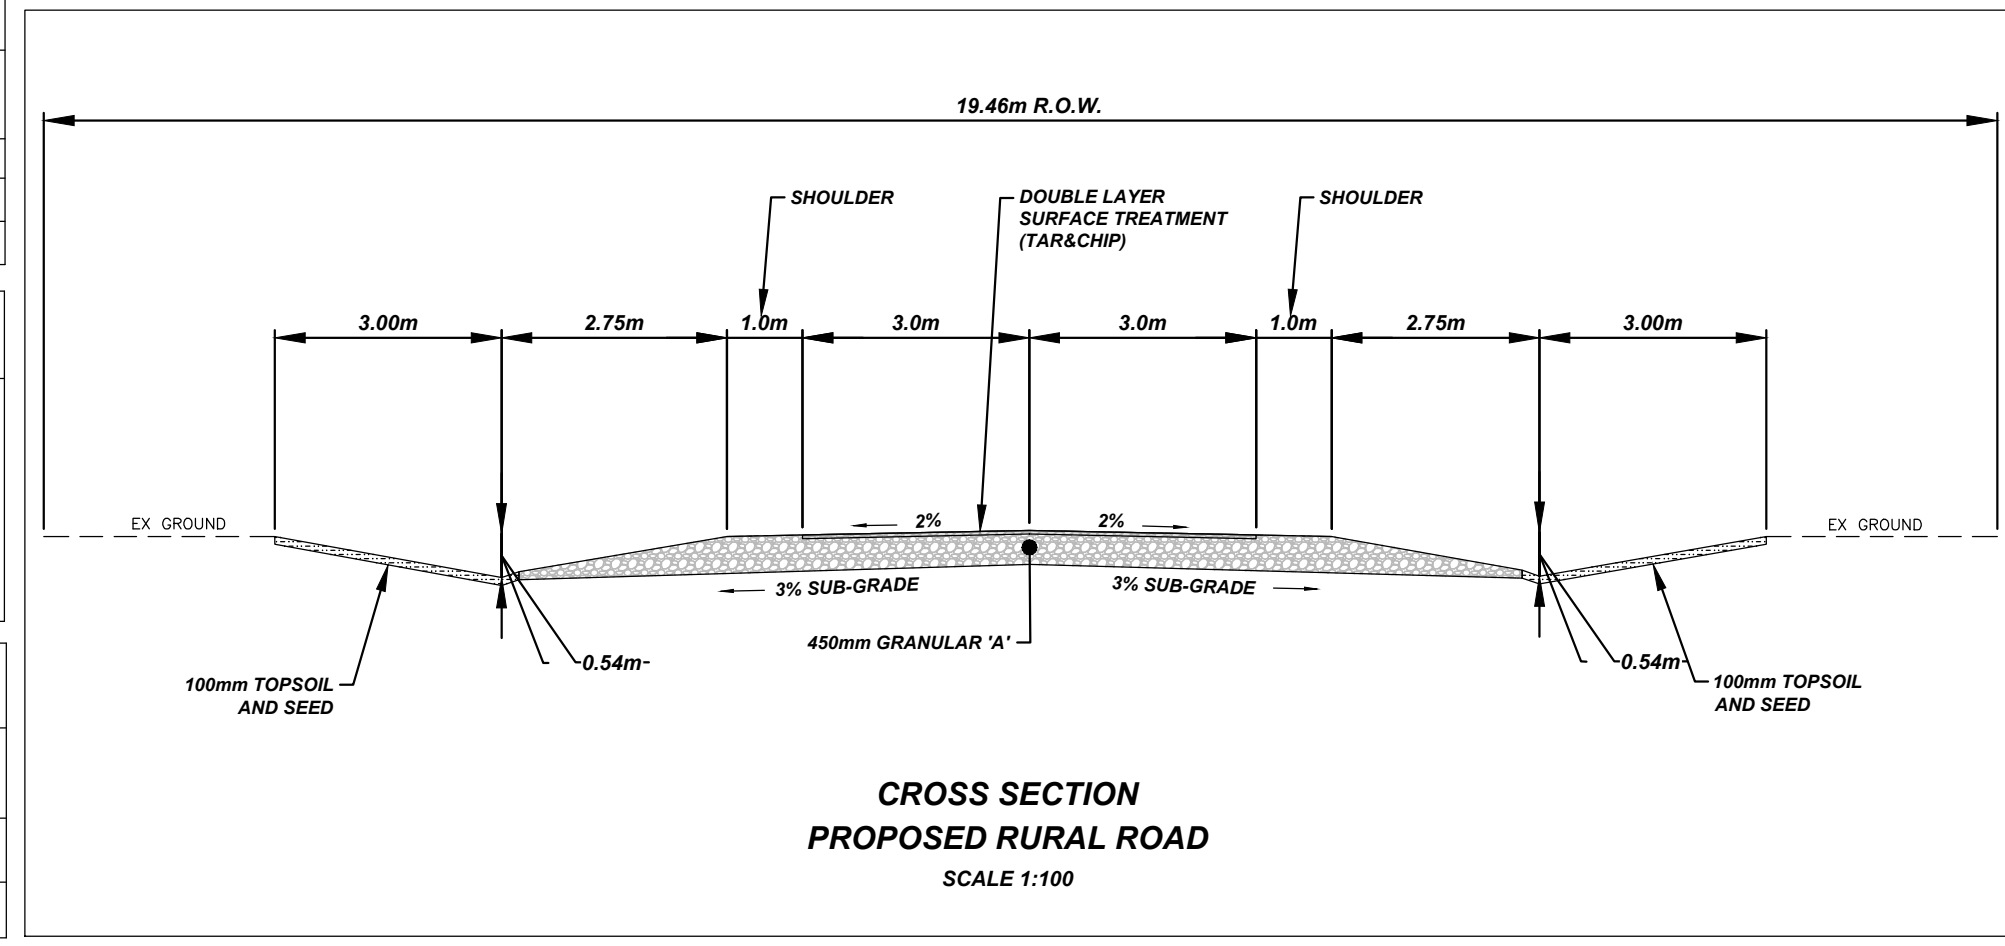 19.46m R.O.W.
SHOULDER
DOUBLE LAYER
SURFACE TREATMENT
(TAR&CHIP)
SHOULDER
3.00m
2.75m
1.0m
3.0m
3.0m
1.0m
2.75m
3.00m
EX GROUND
2%
2%
EX GROUND
3% SUB-GRADE
3% SUB-GRADE
450mm GRANULAR 'A'
0.54m
0.54m
100mm TOPSOIL
AND SEED
100mm TOPSOIL
AND SEED
CROSS SECTION
PROPOSED RURAL ROAD
SCALE 1:100